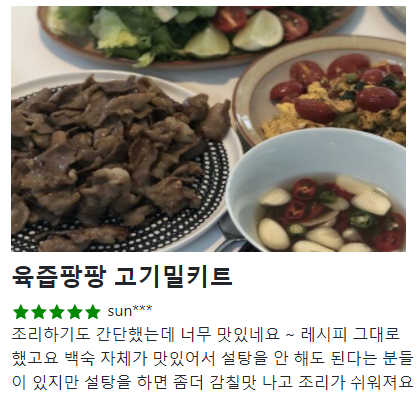 육즙팡팡 고기밀키트
sun***
조리하기도 간단했는데 너무 맛있네요 ~ 레시피 그대로
했고요 백숙 자체가 맛있어서 설탕을 안 해도 된다는 분들
이 있지만 설탕을 하면 좀더 감칠맛 나고 조리가 쉬워져요